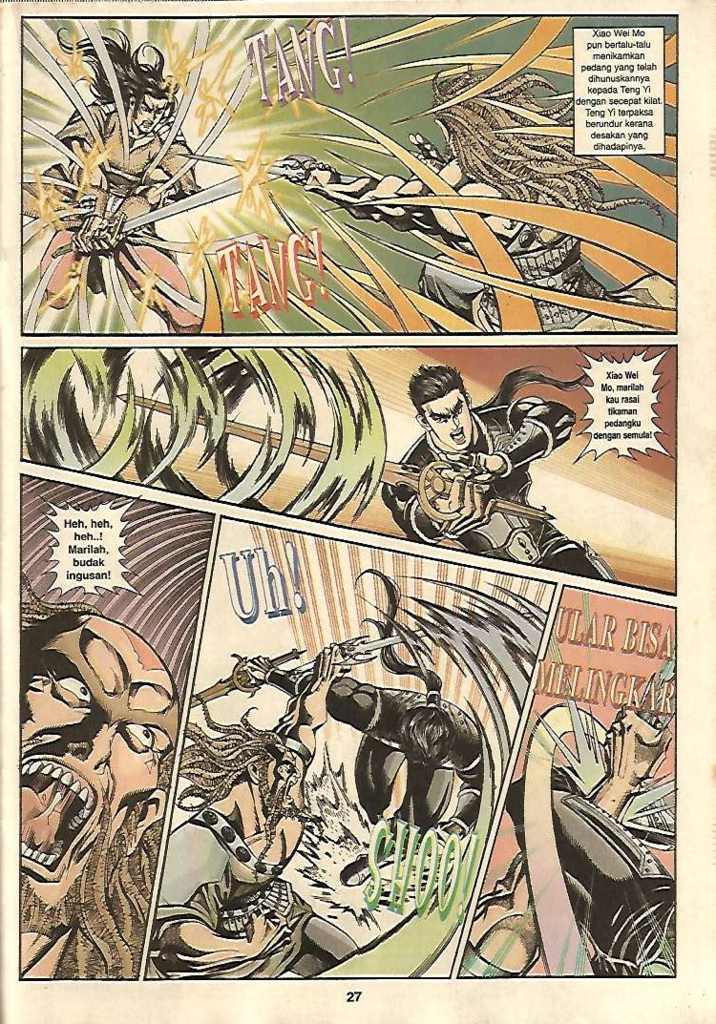 TANG!
Xiao Wei Mo
pun bertalu-talu
menikamkan
pedang yang telah
dihunuskannya
kepada Teng Yi
dengan secepat kilat.
Teng Yi terpaksa
berundur kerana
desakan yang
dihadapinya.
TANG!
Xiao Wei
Mo, marilah
kau rasai
tikaman
pedangku
dengan semula!
Heh, heh,
heh..!
Marilah,
budak
ingusan!
Uh!
SHOO!
ULAR BISA
MELINGKAR
27